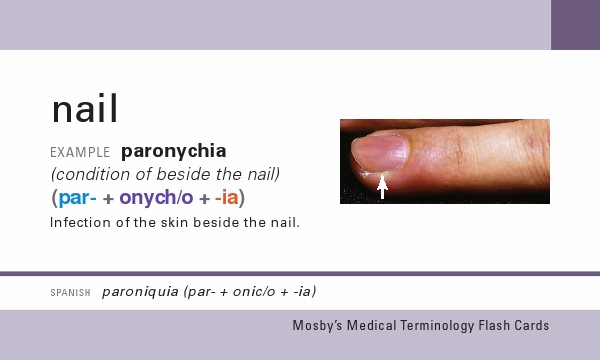 nail
EXAMPLE paronychia
(condition of beside the nail)
(par- + onych/o + -ia)
Infection of the skin beside the nail.
SPANISH paroniquia (par- + onic/o + -ia)
Mosby's Medical Terminology Flash Cards